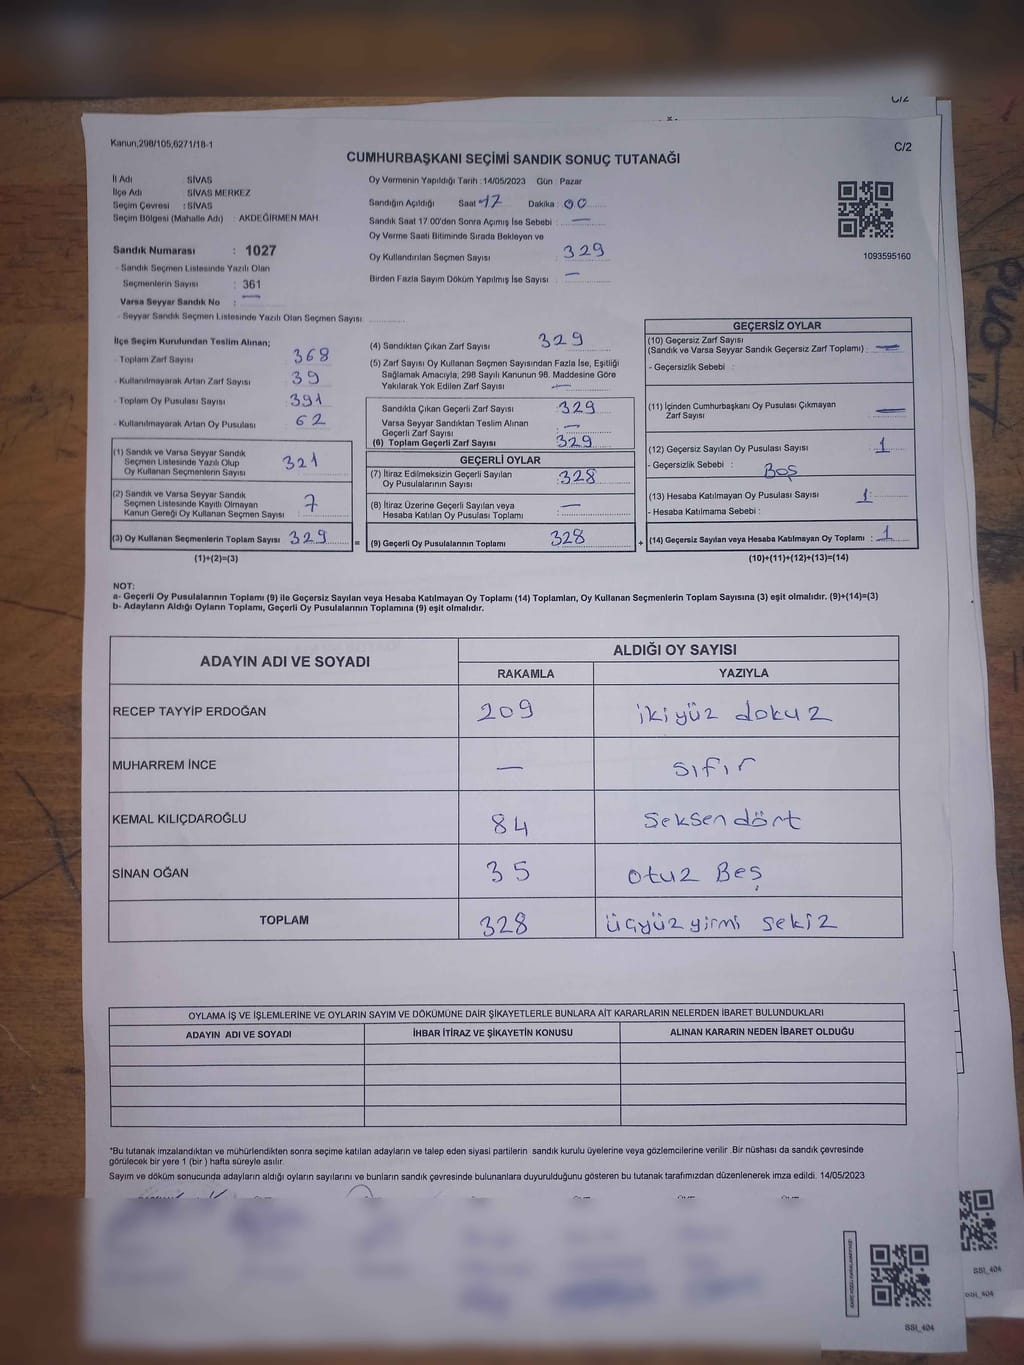 C/2
Kanun,298/105,6271/18-1
C/2
CUMHURBAŞKANI SEÇİMİ SANDIK SONUÇ TUTANAĞI
İl Adı SİVAS
İlçe Adı SİVAS MERKEZ
Seçim Çevresi : SİVAS
Seçim Bölgesi (Mahalle Adı) : AKDEĞİRMEN MAH
Sandık Numarası : 1027
- Sandık Seçmen Listesinde Yazılı Olan
Seçmenlerin Sayısı : 361
Varsa Seyyar Sandık No : —
- Seyyar Sandık Seçmen Listesinde Yazılı Olan Seçmen Sayısı
Oy Vermenin Yapıldığı Tarih : 14/05/2023 Gün : Pazar
Sandığın Açıldığı Saat 17 Dakika 00
Sandık Saat 17.00'den Sonra Açımış İse Sebebi : —
Oy Verme Saati Bitiminde Sırada Bekleyen ve
Oy Kullandırılan Seçmen Sayısı : 329
Birden Fazla Sayım Döküm Yapılmış İse Sayısı : —
1093595160
İlçe Seçim Kurulundan Teslim Alınan;
- Toplam Zarf Sayısı : 368
- Kullanılmayarak Artan Zarf Sayısı : 39
- Toplam Oy Pusulası Sayısı : 391
- Kullanılmayarak Artan Oy Pusulası : 62
(1) Sandık ve Varsa Seyyar Sandık
Seçmen Listesinde Yazılı Olup
Oy Kullanan Seçmenlerin Sayısı : 321
(2) Sandık ve Varsa Seyyar Sandık
Seçmen Listesinde Kayıtlı Olmayan
Kanun Gereği Oy Kullanan Seçmen Sayısı : 7
(3) Oy Kullanan Seçmenlerin Toplam Sayısı : 329
(1)+(2)=(3)
(4) Sandıktan Çıkan Zarf Sayısı : 329
(5) Zarf Sayısı Oy Kullanan Seçmen Sayısından Fazla İse, Eşitliği
Sağlamak Amacıyla; 298 Sayılı Kanunun 98. Maddesine Göre
Yakılarak Yok Edilen Zarf Sayısı : —
Sandıkta Çıkan Geçerli Zarf Sayısı : 329
Varsa Seyyar Sandıktan Teslim Alınan
Geçerli Zarf Sayısı : —
(6) Toplam Geçerli Zarf Sayısı : 329
GEÇERLİ OYLAR
(7) İtiraz Edilmeksizin Geçerli Sayılan
Oy Pusulalarının Sayısı : 328
(8) İtiraz Üzerine Geçerli Sayılan veya
Hesaba Katılan Oy Pusulası Toplamı : —
=
(9) Geçerli Oy Pusulalarının Toplamı : 328
+
GEÇERSİZ OYLAR
(10) Geçersiz Zarf Sayısı
(Sandık ve Varsa Seyyar Sandık Geçersiz Zarf Toplamı) : —
- Geçersizlik Sebebi :
(11) İçinden Cumhurbaşkanı Oy Pusulası Çıkmayan
Zarf Sayısı : —
(12) Geçersiz Sayılan Oy Pusulası Sayısı : 1
- Geçersizlik Sebebi : Boş
(13) Hesaba Katılmayan Oy Pusulası Sayısı : 1
- Hesaba Katılmama Sebebi :
(14) Geçersiz Sayılan veya Hesaba Katılmayan Oy Toplamı : 1
(10)+(11)+(12)+(13)=(14)
NOT:
a- Geçerli Oy Pusulalarının Toplamı (9) ile Geçersiz Sayılan veya Hesaba Katılmayan Oy Toplamı (14) Toplamları, Oy Kullanan Seçmenlerin Toplam Sayısına (3) eşit olmalıdır. (9)+(14)=(3)
b- Adayların Aldığı Oyların Toplamı, Geçerli Oy Pusulalarının Toplamına (9) eşit olmalıdır.
ADAYIN ADI VE SOYADI
ALDIĞI OY SAYISI
RAKAMLA YAZIYLA
RECEP TAYYİP ERDOĞAN 209 ikiyüz dokuz
MUHARREM İNCE — sıfır
KEMAL KILIÇDAROĞLU 84 Seksen dört
SİNAN OĞAN 35 otuz Beş
TOPLAM 328 üçyüz yirmi sekiz
OYLAMA İŞ VE İŞLEMLERİNE VE OYLARIN SAYIM VE DÖKÜMÜNE DAİR ŞİKAYETLERLE BUNLARA AİT KARARLARIN NELERDEN İBARET BULUNDUKLARI
ADAYIN ADI VE SOYADI İHBAR İTİRAZ VE ŞİKAYETİN KONUSU ALINAN KARARIN NEDEN İBARET OLDUĞU
*Bu tutanak imzalandıktan ve mühürlendikten sonra seçime katılan adayların ve talep eden siyasi partilerin sandık kurulu üyelerine veya gözlemcilerine verilir .Bir nüshası da sandık çevresinde
görülecek bir yere 1 (bir ) hafta süreyle asılır.
Sayım ve döküm sonucunda adayların aldığı oyların sayılarını ve bunların sandık çevresinde bulunanlara duyurulduğunu gösteren bu tutanak tarafımızdan düzenlenerek imza edildi. 14/05/2023
SSI_404
SSI_404
SSI_404